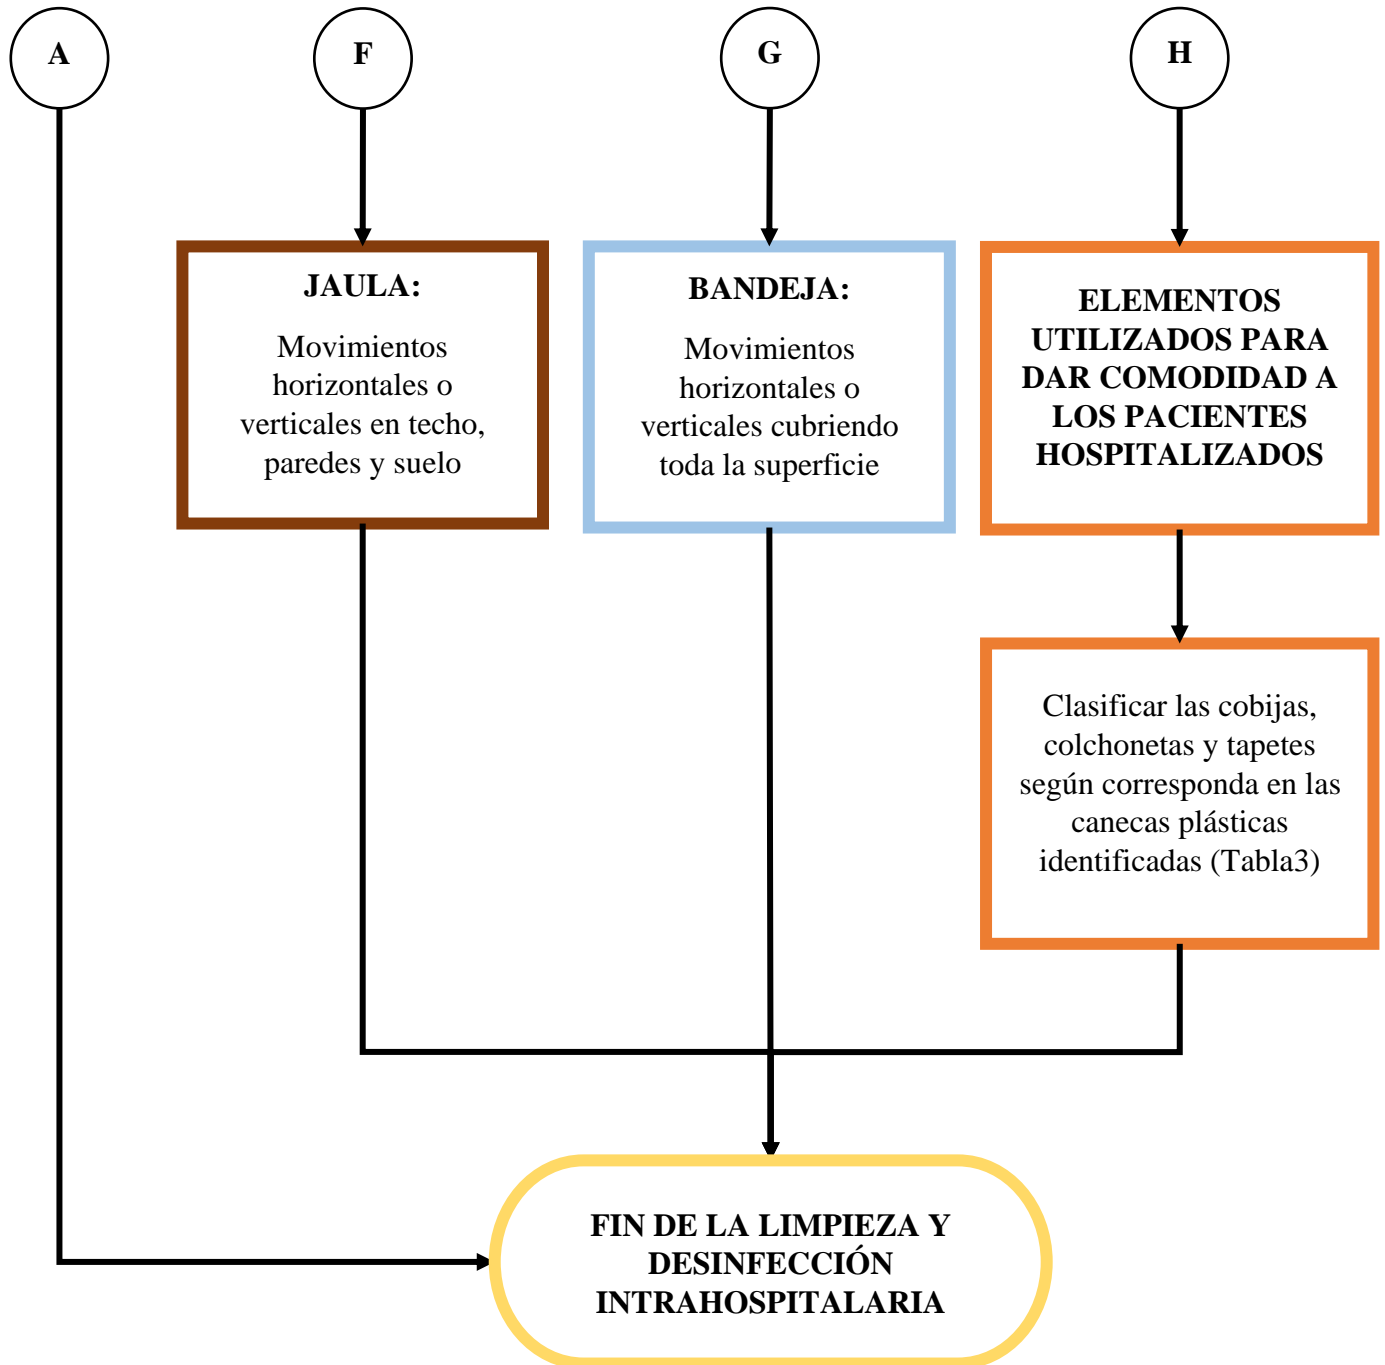 A
F
G
H
JAULA:
Movimientos
horizontales o
verticales en techo,
paredes y suelo
BANDEJA:
Movimientos
horizontales o
verticales cubriendo
toda la superficie
ELEMENTOS
UTILIZADOS PARA
DAR COMODIDAD A
LOS PACIENTES
HOSPITALIZADOS
Clasificar las cobijas,
colchonetas y tapetes
según corresponda en las
canecas plásticas
identificadas (Tabla3)
FIN DE LA LIMPIEZA Y
DESINFECCIÓN
INTRAHOSPITALARIA